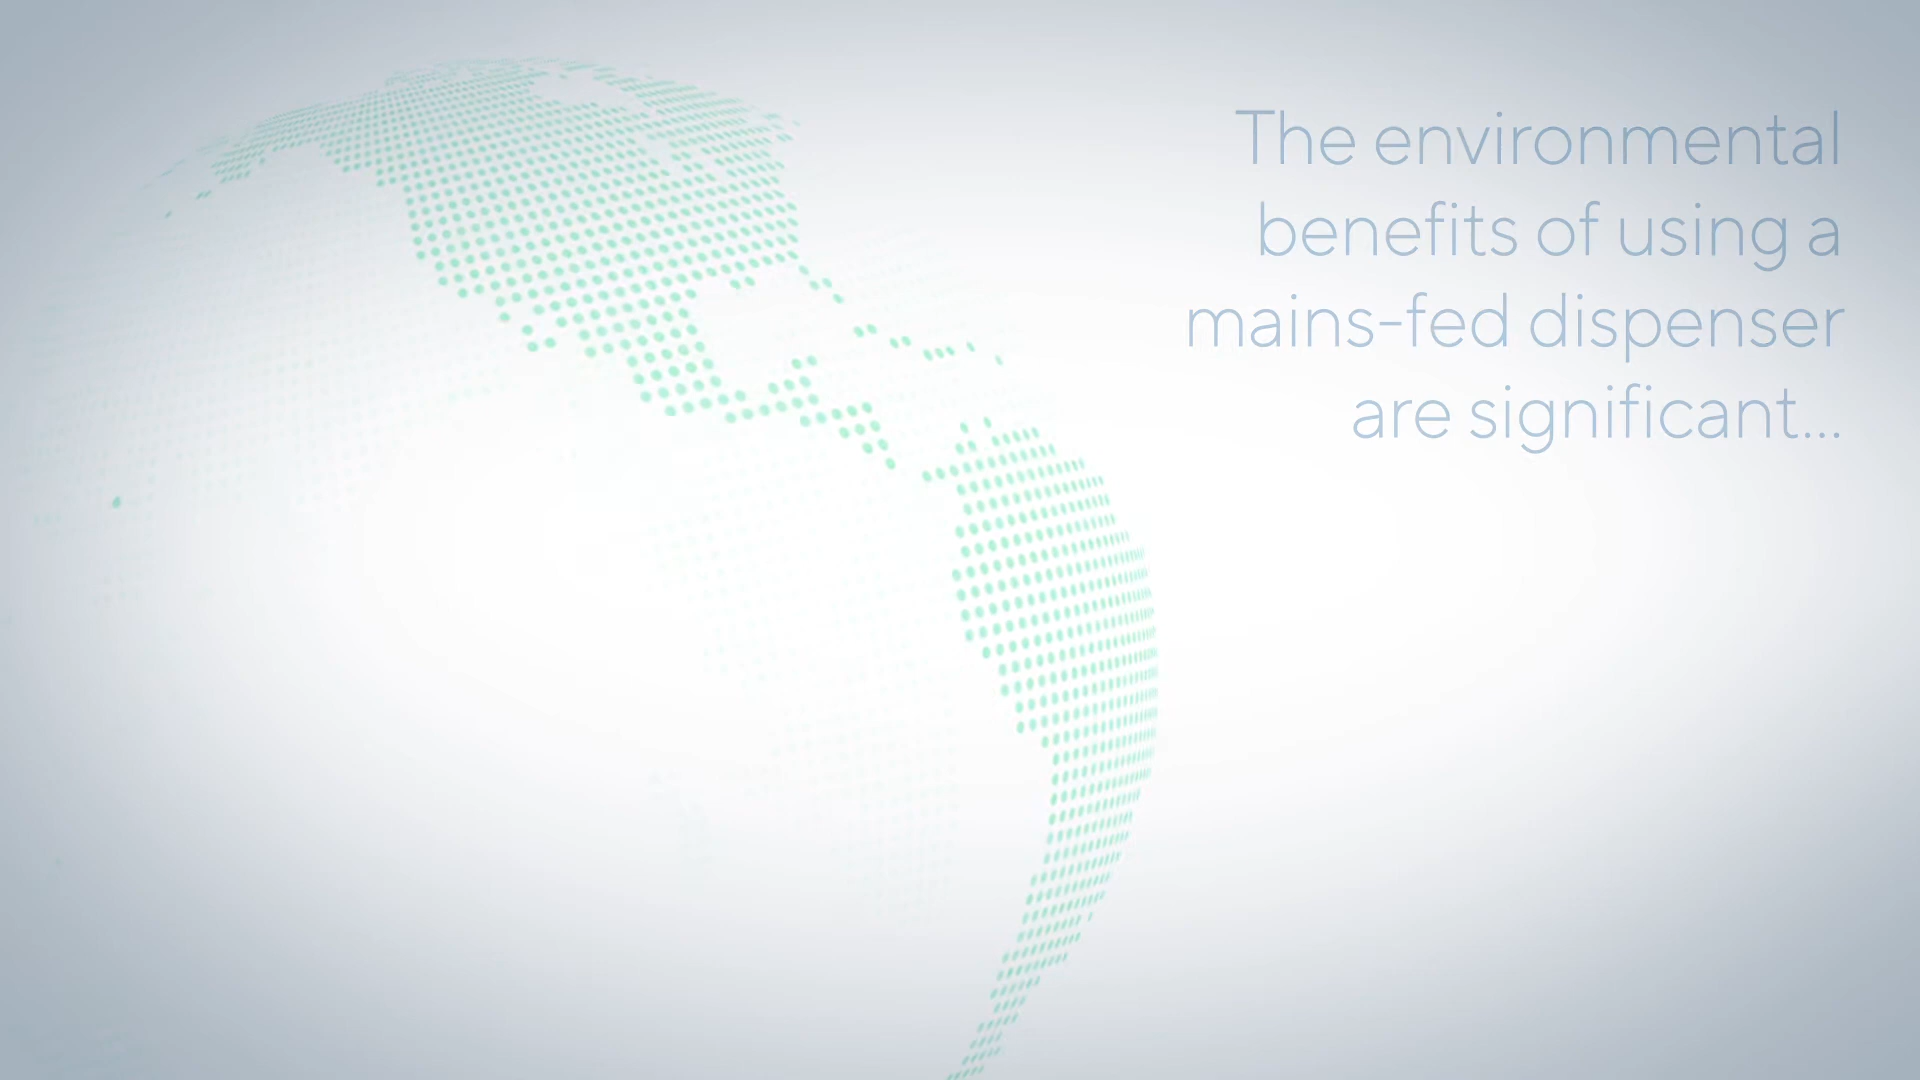 The environmental
benefits of using a
mains-fed dispenser
are significant...